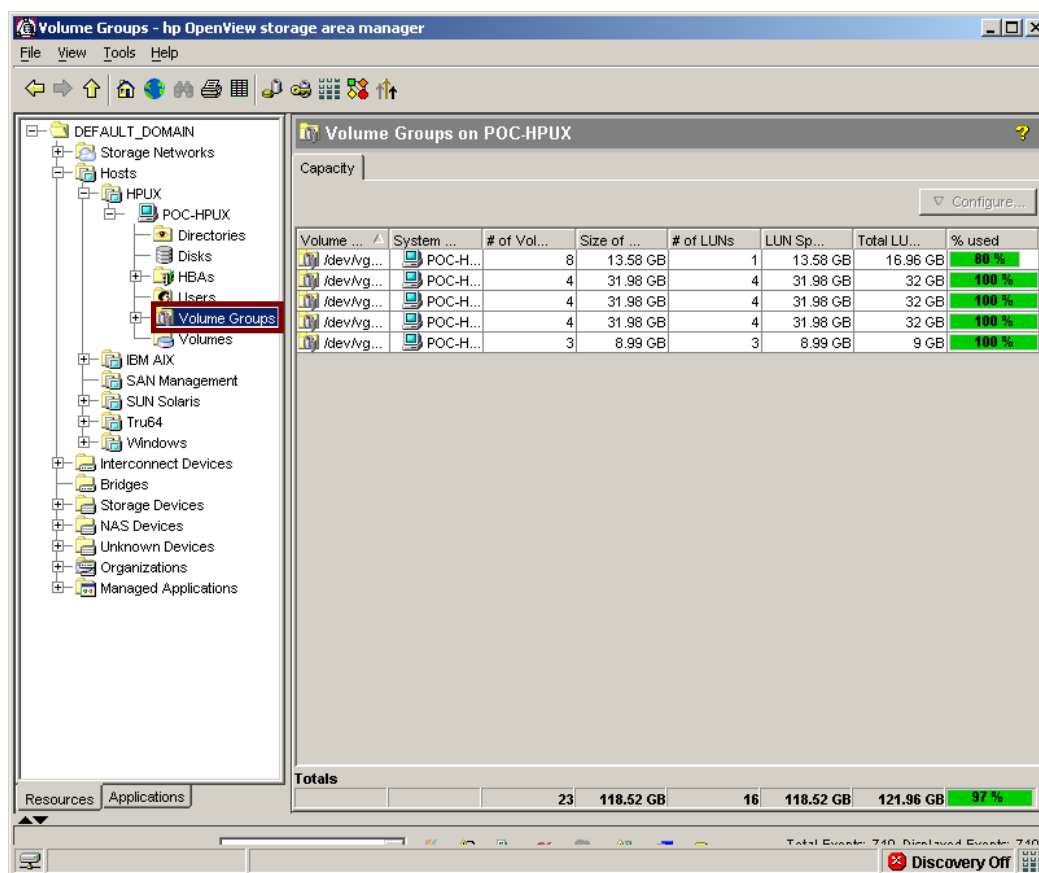 Volume Groups - hp OpenView storage area manager
File View Tools Help
DEFAULT_DOMAIN
Storage Networks
Hosts
HPUX
POC-HPUX
Directories
Disks
HBAs
Users
Volume Groups
Volumes
IBM AIX
SAN Management
SUN Solaris
Tru64
Windows
Interconnect Devices
Bridges
Storage Devices
NAS Devices
Unknown Devices
Organizations
Managed Applications
Resources Applications
Volume Groups on POC-HPUX ?
Capacity
Configure...
Volume ... System ... # of Vol... Size of ... # of LUNs LUN Sp... Total LU... % used
/dev/vg... POC-H... 8 13.58 GB 1 13.58 GB 16.96 GB 80 %
/dev/vg... POC-H... 4 31.98 GB 4 31.98 GB 32 GB 100 %
/dev/vg... POC-H... 4 31.98 GB 4 31.98 GB 32 GB 100 %
/dev/vg... POC-H... 4 31.98 GB 4 31.98 GB 32 GB 100 %
/dev/vg... POC-H... 3 8.99 GB 3 8.99 GB 9 GB 100 %
Totals
23 118.52 GB 16 118.52 GB 121.96 GB 97 %
Total Events: 740 Displayed Events: 740
Discovery Off